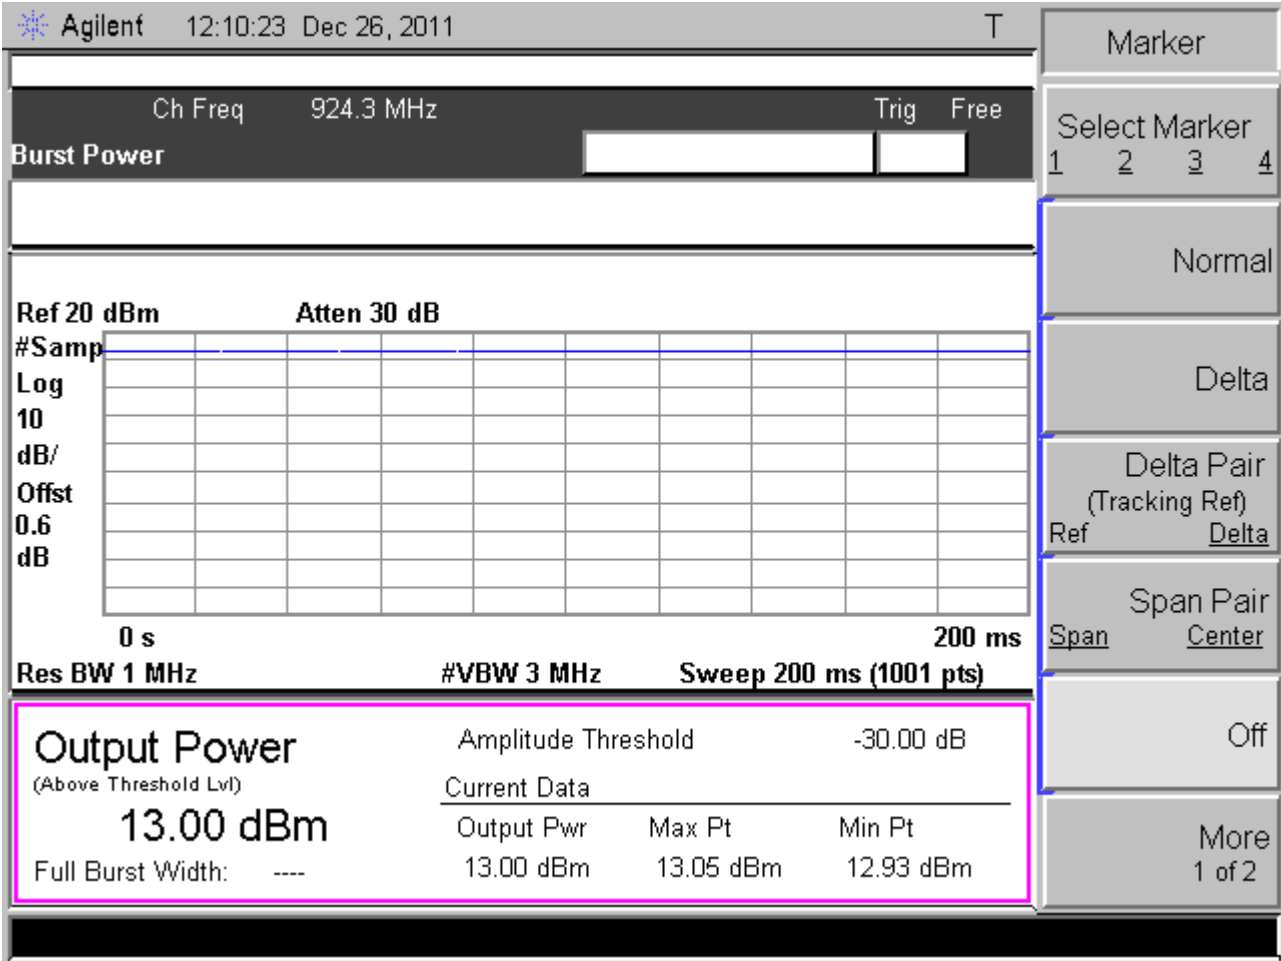 Agilent 12:10:23 Dec 26, 2011 T
Ch Freq 924.3 MHz Trig Free
Burst Power
Ref 20 dBm Atten 30 dB
#Samp
Log
10
dB/
Offst
0.6
dB
0 s 200 ms
Res BW 1 MHz #VBW 3 MHz Sweep 200 ms (1001 pts)
Output Power
(Above Threshold Lvl)
13.00 dBm
Full Burst Width: ----
Amplitude Threshold -30.00 dB
Current Data
Output Pwr Max Pt Min Pt
13.00 dBm 13.05 dBm 12.93 dBm
Marker
Select Marker
1 2 3 4
Normal
Delta
Delta Pair
(Tracking Ref)
Ref Delta
Span Pair
Span Center
Off
More
1 of 2